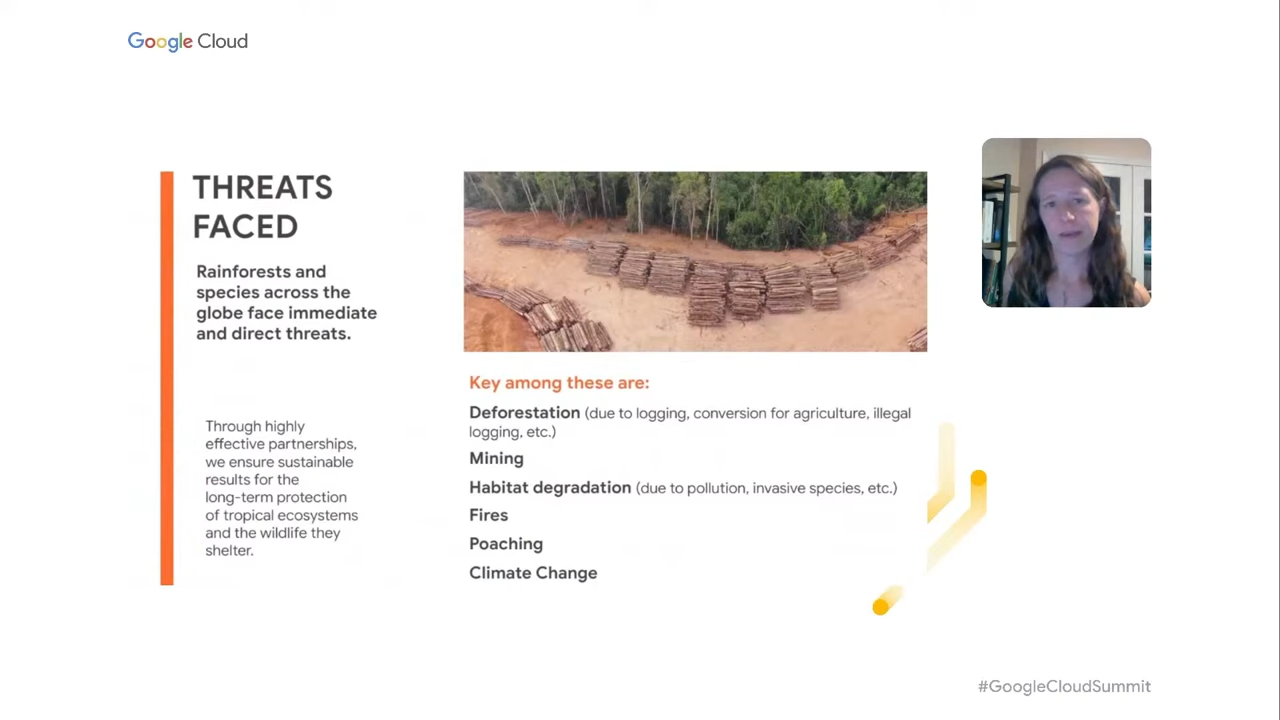 Google Cloud
THREATS
FACED
Rainforests and
species across the
globe face immediate
and direct threats.
Through highly
effective partnerships,
we ensure sustainable
results for the
long-term protection
of tropical ecosystems
and the wildlife they
shelter.
Key among these are:
Deforestation (due to logging, conversion for agriculture, illegal
logging, etc.)
Mining
Habitat degradation (due to pollution, invasive species, etc.)
Fires
Poaching
Climate Change
#GoogleCloudSummit